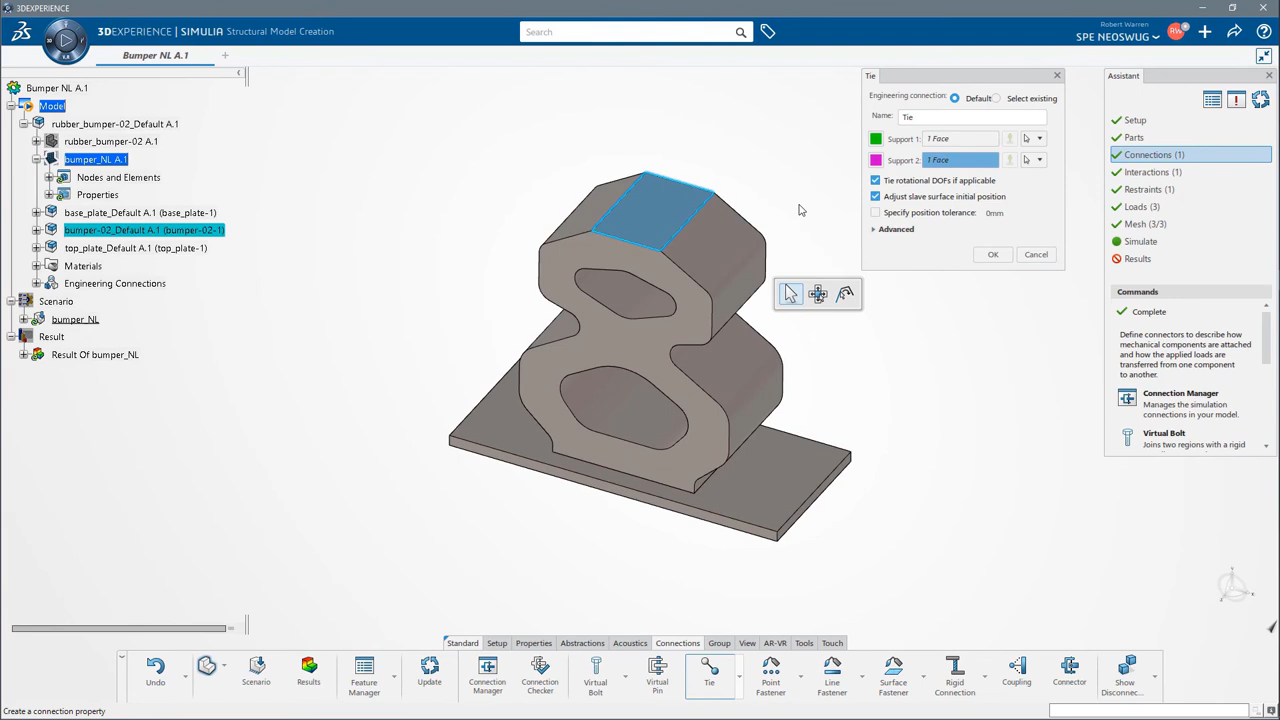 3DEXPERIENCE
3DEXPERIENCE | SIMULIA Structural Model Creation
Search
Robert Warren
SPE NEOSWUG
RW
Bumper NL A.1
Bumper NL A.1
Model
rubber_bumper-02_Default A.1
rubber_bumper-02 A.1
bumper_NL A.1
Nodes and Elements
Properties
base_plate_Default A.1 (base_plate-1)
bumper-02_Default A.1 (bumper-02-1)
top_plate_Default A.1 (top_plate-1)
Materials
Engineering Connections
Scenario
bumper_NL
Result
Result Of bumper_NL
Tie
Engineering connection: Default Select existing
Name: Tie
Support 1: 1 Face
Support 2: 1 Face
Tie rotational DOFs if applicable
Adjust slave surface initial position
Specify position tolerance: 0mm
Advanced
OK Cancel
Assistant
Setup
Parts
Connections (1)
Interactions (1)
Restraints (1)
Loads (3)
Mesh (3/3)
Simulate
Results
Commands
Complete
Define connectors to describe how
mechanical components are attached
and how the applied loads are
transferred from one component
to another.
Connection Manager
Manages the simulation
connections in your model.
Virtual Bolt
Joins two regions with a rigid
Standard Setup Properties Abstractions Acoustics Connections Group View AR-VR Tools Touch
Undo
Scenario
Results
Feature
Manager
Update
Connection
Manager
Connection
Checker
Virtual
Bolt
Virtual
Pin
Tie
Point
Fastener
Line
Fastener
Surface
Fastener
Rigid
Connection
Coupling
Connector
Show
Disconnec...
Create a connection property